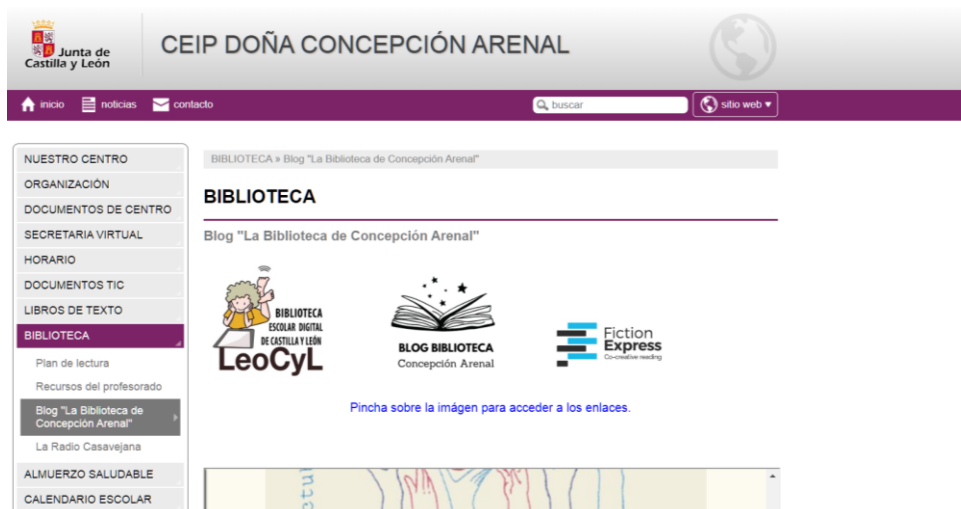 Junta de
Castilla y León
CEIP DOÑA CONCEPCIÓN ARENAL
inicio noticias contacto buscar sitio web
NUESTRO CENTRO
ORGANIZACIÓN
DOCUMENTOS DE CENTRO
SECRETARIA VIRTUAL
HORARIO
DOCUMENTOS TIC
LIBROS DE TEXTO
BIBLIOTECA
Plan de lectura
Recursos del profesorado
Blog "La Biblioteca de
Concepción Arenal"
La Radio Casavejana
ALMUERZO SALUDABLE
CALENDARIO ESCOLAR
BIBLIOTECA » Blog "La Biblioteca de Concepción Arenal"
BIBLIOTECA
Blog "La Biblioteca de Concepción Arenal"
BIBLIOTECA
ESCOLAR DIGITAL
DE CASTILLA Y LEÓN
LeoCyL
BLOG BIBLIOTECA
Concepción Arenal
Fiction
Express
Co-creative reading
Pincha sobre la imágen para acceder a los enlaces.